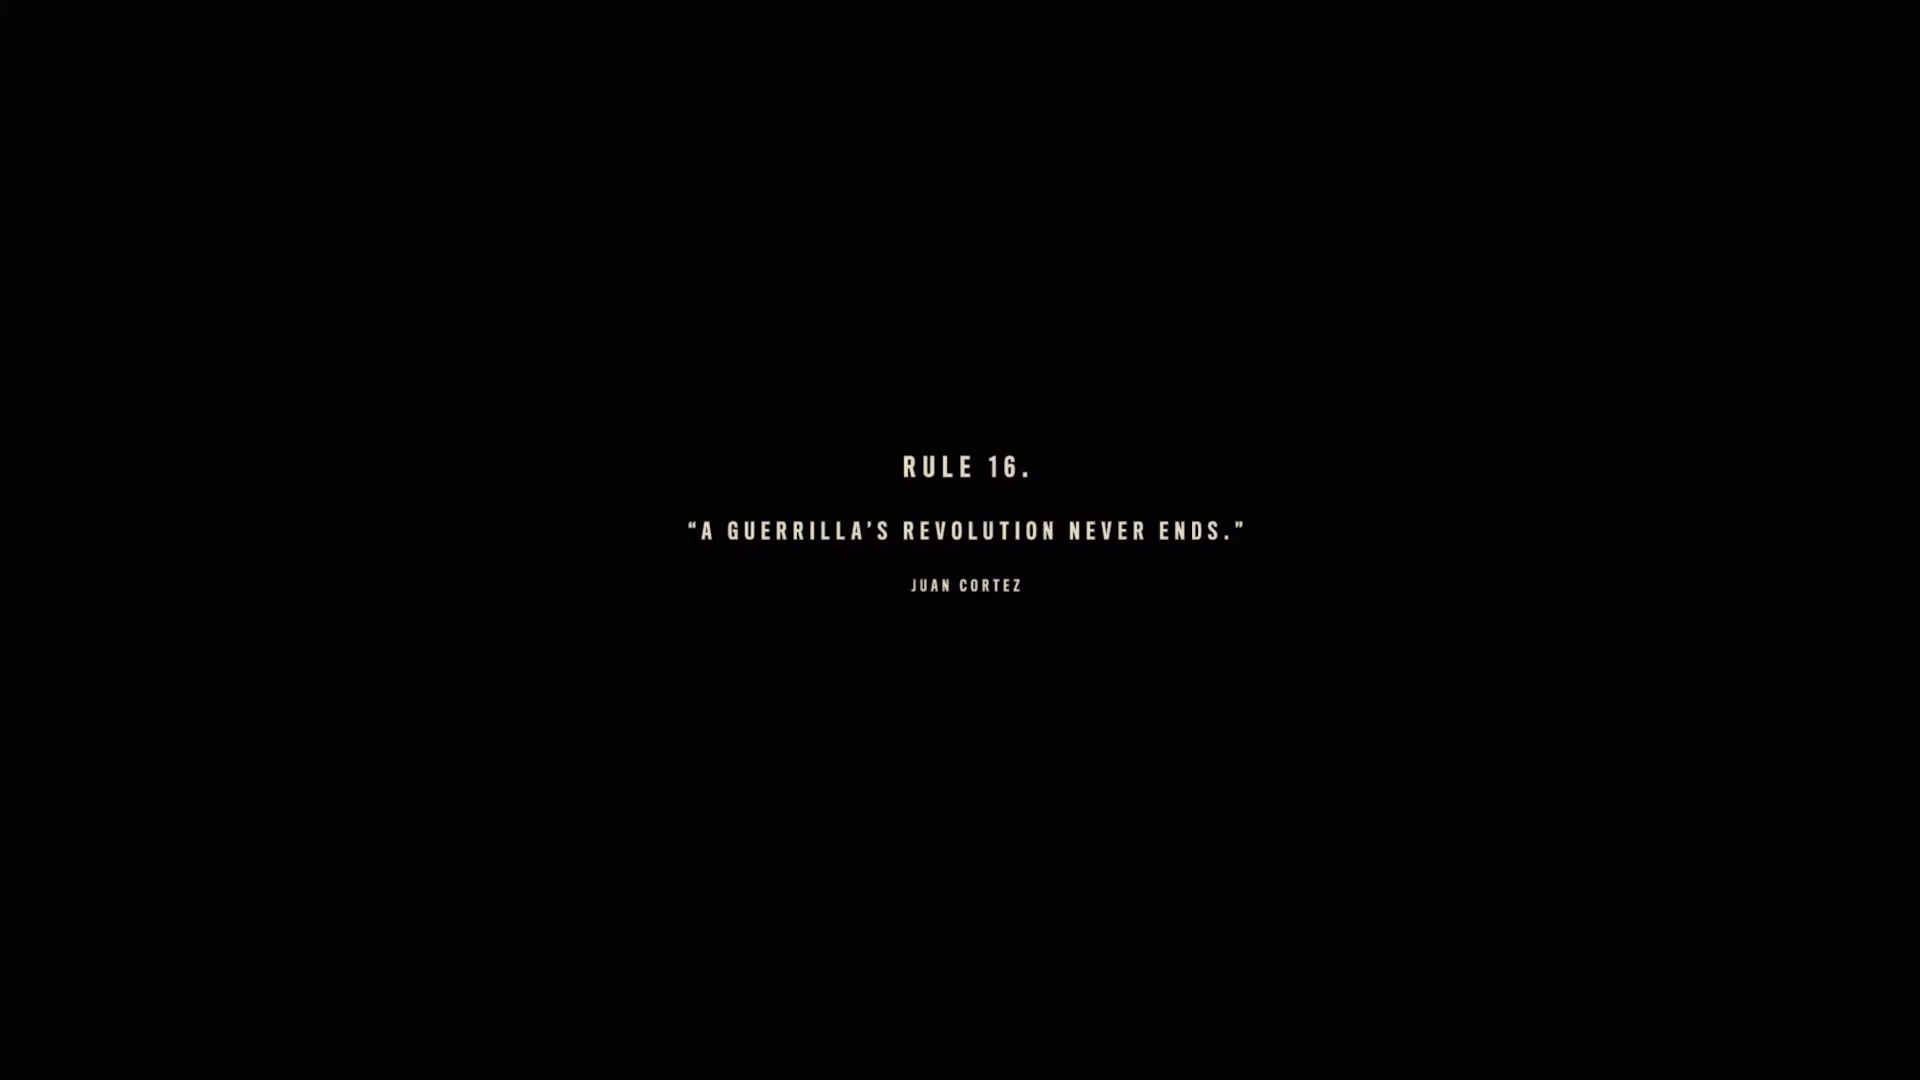 RULE 16.
“A GUERRILLA’S REVOLUTION NEVER ENDS.”
JUAN CORTEZ